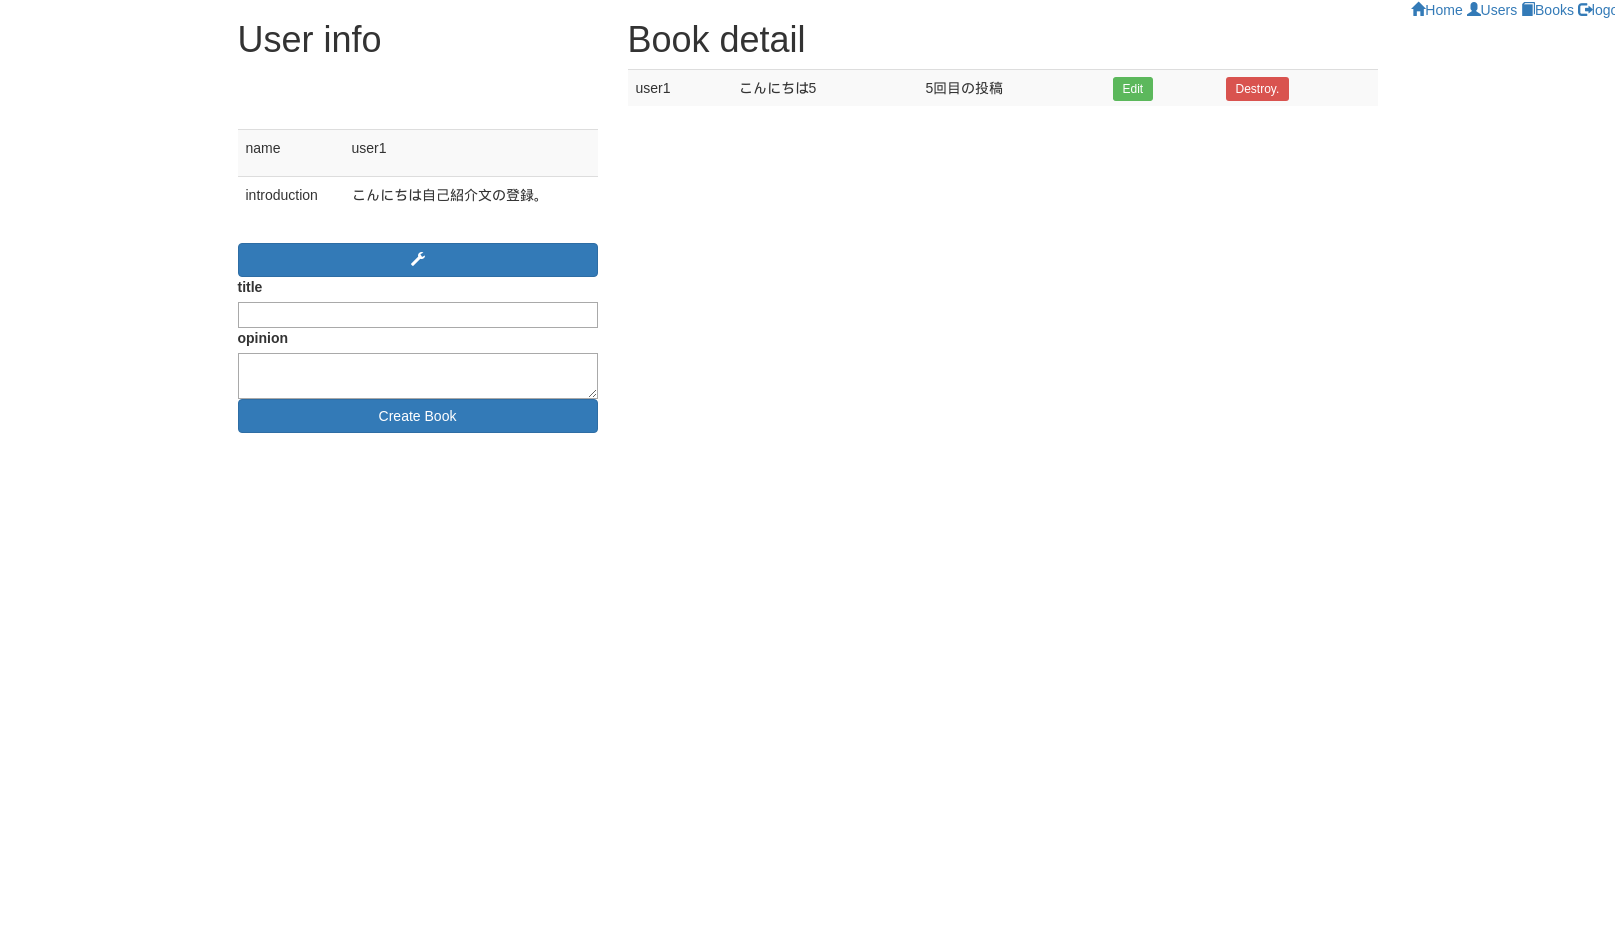 Home Users Books logo
User info
Book detail
user1 こんにちは5 5回目の投稿 Edit Destroy.
name user1
introduction こんにちは自己紹介文の登録。
title
opinion
Create Book